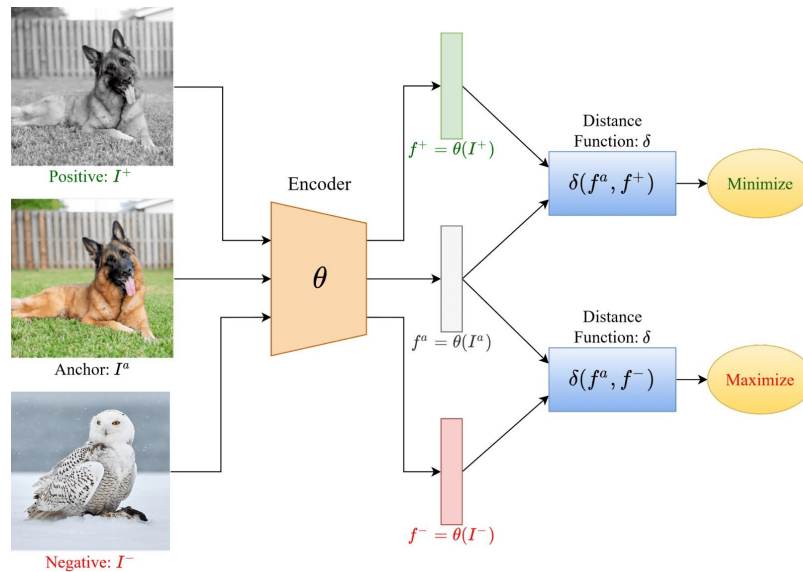 Positive: I⁺
Encoder
θ
Anchor: Iᵃ
Negative: I⁻
f⁺ = θ(I⁺)
fᵃ = θ(Iᵃ)
f⁻ = θ(I⁻)
Distance
Function: δ
δ(fᵃ, f⁺)
Minimize
Distance
Function: δ
δ(fᵃ, f⁻)
Maximize